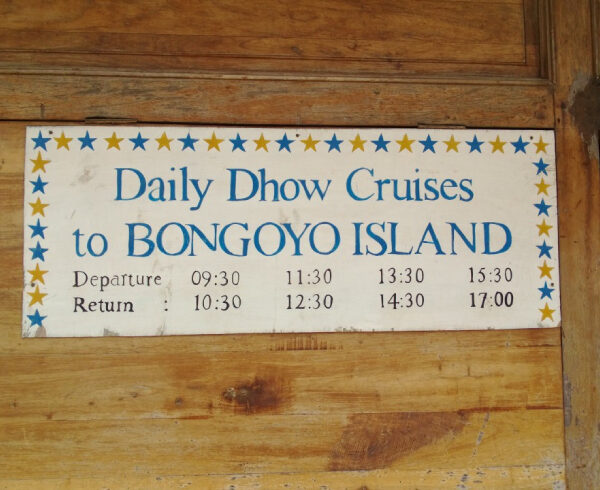 Daily Dhow Cruises
to BONGOYO ISLAND
Departure 09:30 11:30 13:30 15:30
Return : 10:30 12:30 14:30 17:00